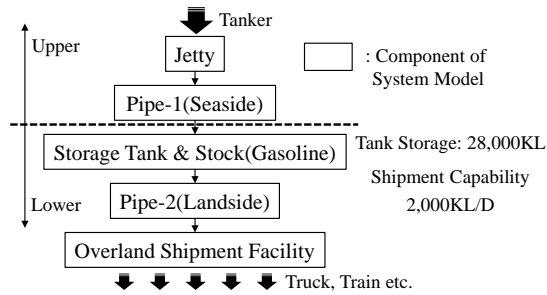 Tanker
Upper
Jetty
: Component of
System Model
Pipe-1(Seaside)
Storage Tank & Stock(Gasoline)
Tank Storage: 28,000KL
Shipment Capability
2,000KL/D
Pipe-2(Landside)
Lower
Overland Shipment Facility
Truck, Train etc.